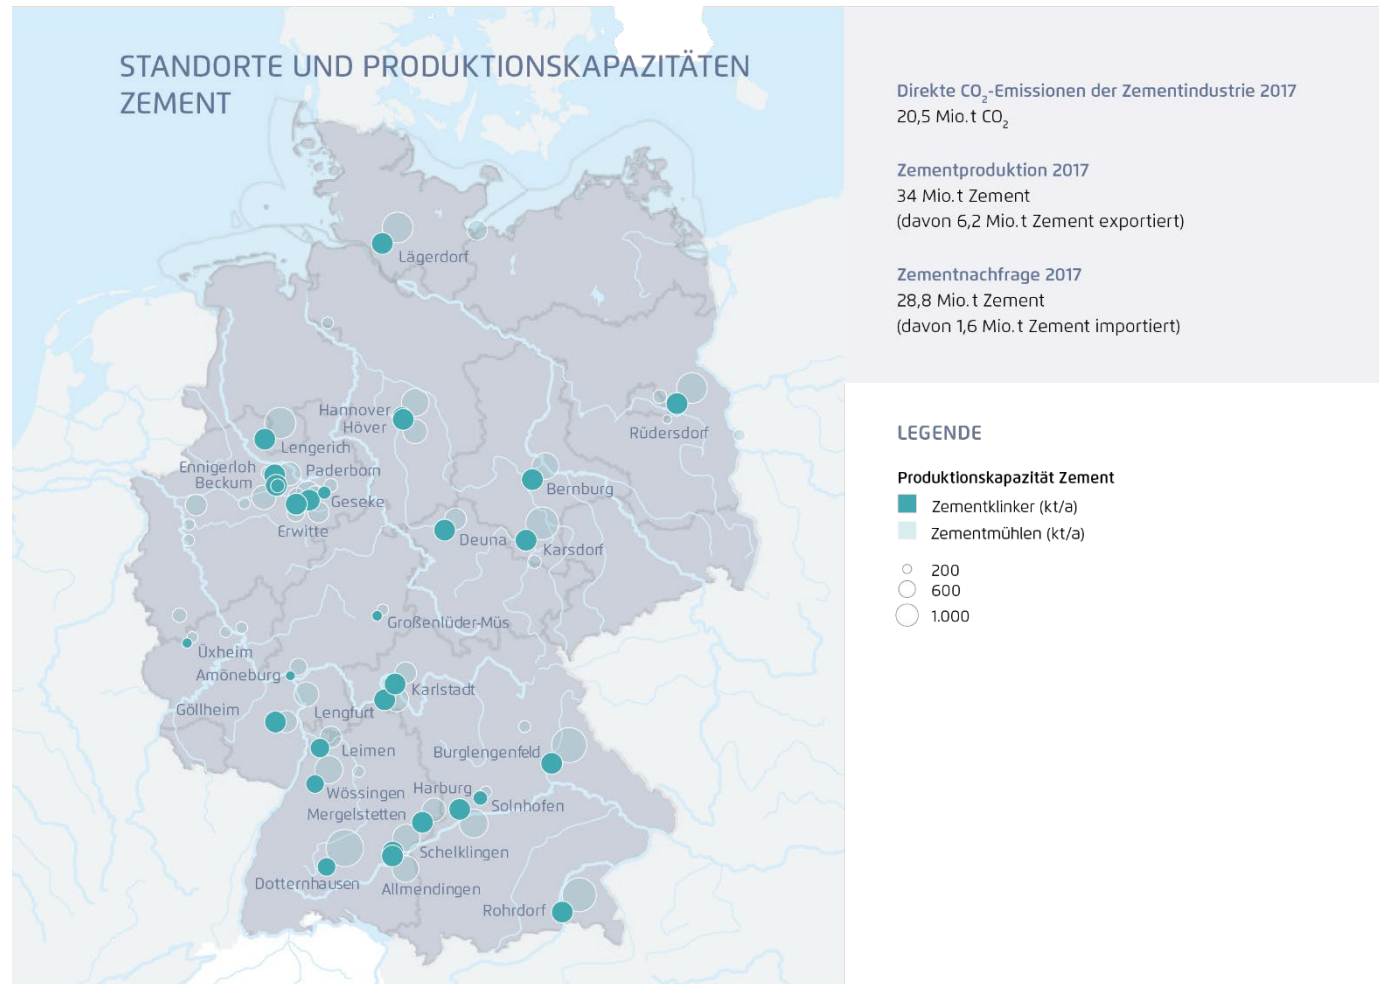 STANDORTE UND PRODUKTIONSKAPAZITÄTEN
ZEMENT
Direkte CO2-Emissionen der Zementindustrie 2017
20,5 Mio. t CO2
Zementproduktion 2017
34 Mio. t Zement
(davon 6,2 Mio. t Zement exportiert)
Zementnachfrage 2017
28,8 Mio. t Zement
(davon 1,6 Mio. t Zement importiert)
LEGENDE
Produktionskapazität Zement
Zementklinker (kt/a)
Zementmühlen (kt/a)
200
600
1.000
Lägerdorf
Hannover
Höver
Rüdersdorf
Lengerich
Ennigerloh
Paderborn
Beckum
Geseke
Erwitte
Bernburg
Deuna
Karsdorf
Großenlüder-Müs
Üxheim
Amöneburg
Karlstadt
Göllheim
Lengfurt
Leimen
Burglengenfeld
Wössingen
Harburg
Solnhofen
Mergelstetten
Schelklingen
Dotternhausen
Allmendingen
Rohrdorf